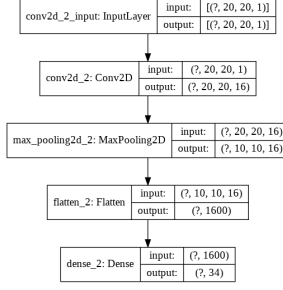 conv2d_2_input: InputLayer
input: [(?, 20, 20, 1)]
output: [(?, 20, 20, 1)]
conv2d_2: Conv2D
input: (?, 20, 20, 1)
output: (?, 20, 20, 16)
max_pooling2d_2: MaxPooling2D
input: (?, 20, 20, 16)
output: (?, 10, 10, 16)
flatten_2: Flatten
input: (?, 10, 10, 16)
output: (?, 1600)
dense_2: Dense
input: (?, 1600)
output: (?, 34)